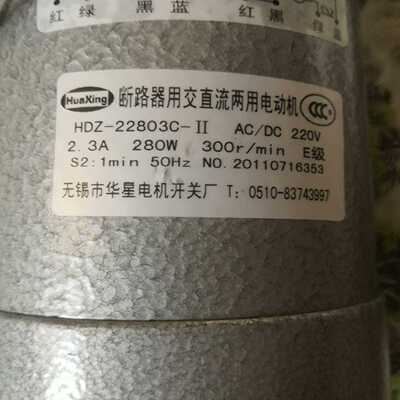 红 绿 黑 蓝 红 黑
HuaXing 断路器用交直流两用电动机 CCC
HDZ-22803C-II AC/DC 220V
2.3A 280W 300r/min E级
S2:1min 50Hz NO.20110716353
无锡市华星电机开关厂 T: 0510-83743997